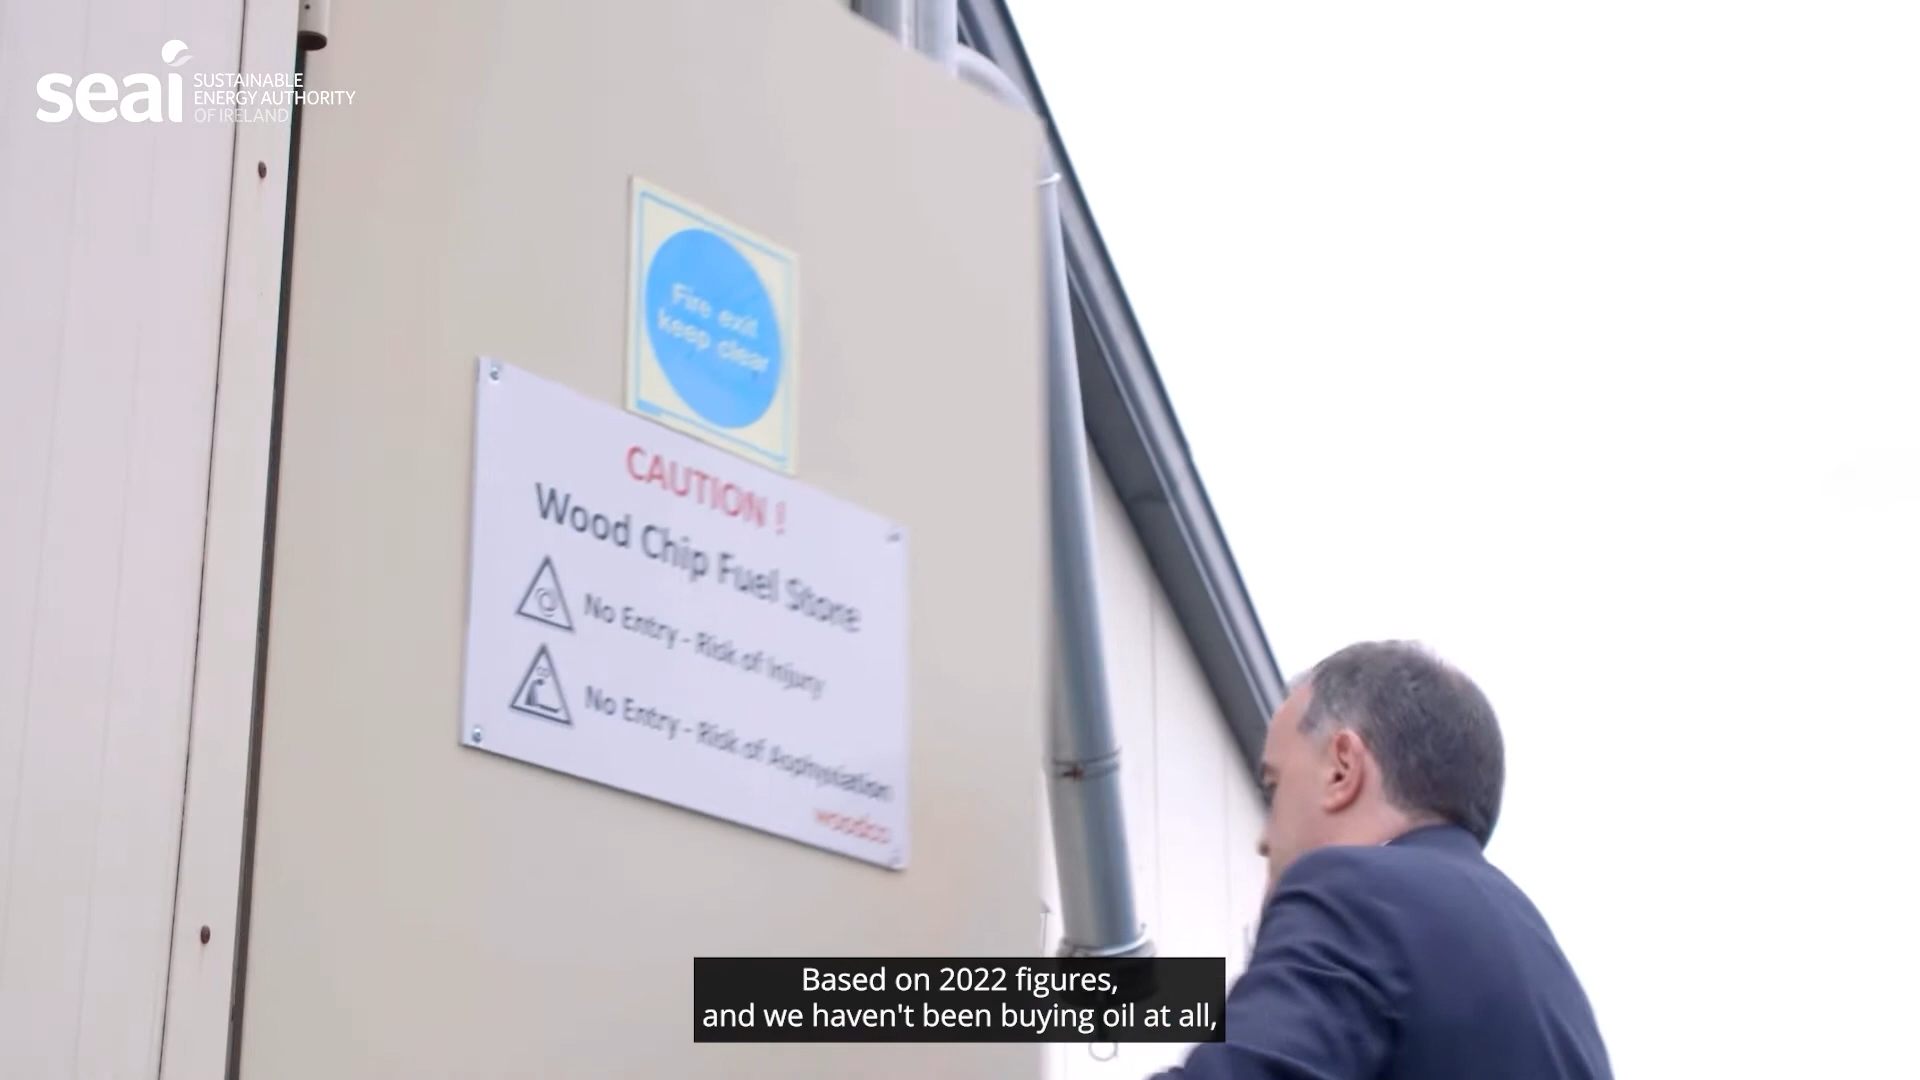 seai
SUSTAINABLE
ENERGY AUTHORITY
OF IRELAND
Fire exit
keep clear
CAUTION !
Wood Chip Fuel Store
No Entry - Risk of Injury
No Entry - Risk of Asphyxiation
woodco
Based on 2022 figures,
and we haven't been buying oil at all,